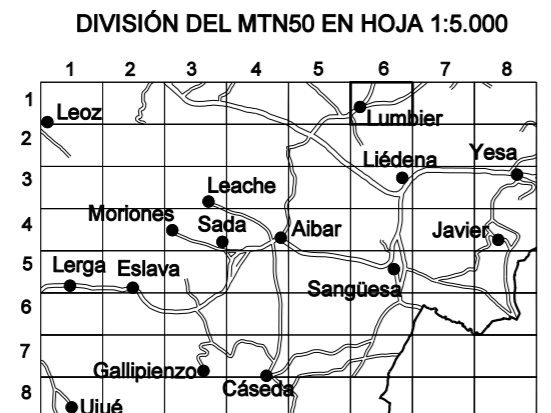 DIVISIÓN DEL MTN50 EN HOJA 1:5.000
1 2 3 4 5 6 7 8
1
Leoz
Lumbier
2
Liédena
Yesa
3
Leache
4
Moriones
Sada
Aibar
Javier
5
Lerga
Eslava
Sangüesa
6
7
Gallipienzo
Cáseda
8
Ujué